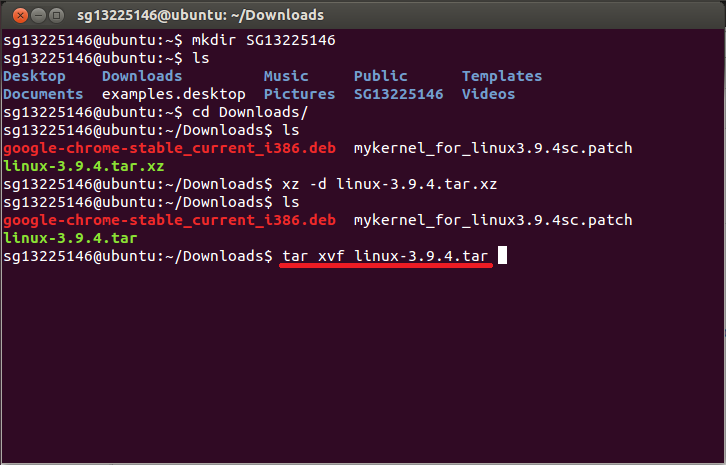 sg13225146@ubuntu: ~/Downloads
sg13225146@ubuntu:~$ mkdir SG13225146
sg13225146@ubuntu:~$ ls
Desktop    Downloads         Music     Public      Templates
Documents  examples.desktop  Pictures  SG13225146  Videos
sg13225146@ubuntu:~$ cd Downloads/
sg13225146@ubuntu:~/Downloads$ ls
google-chrome-stable_current_i386.deb  mykernel_for_linux3.9.4sc.patch
linux-3.9.4.tar.xz
sg13225146@ubuntu:~/Downloads$ xz -d linux-3.9.4.tar.xz
sg13225146@ubuntu:~/Downloads$ ls
google-chrome-stable_current_i386.deb  mykernel_for_linux3.9.4sc.patch
linux-3.9.4.tar
sg13225146@ubuntu:~/Downloads$ tar xvf linux-3.9.4.tar